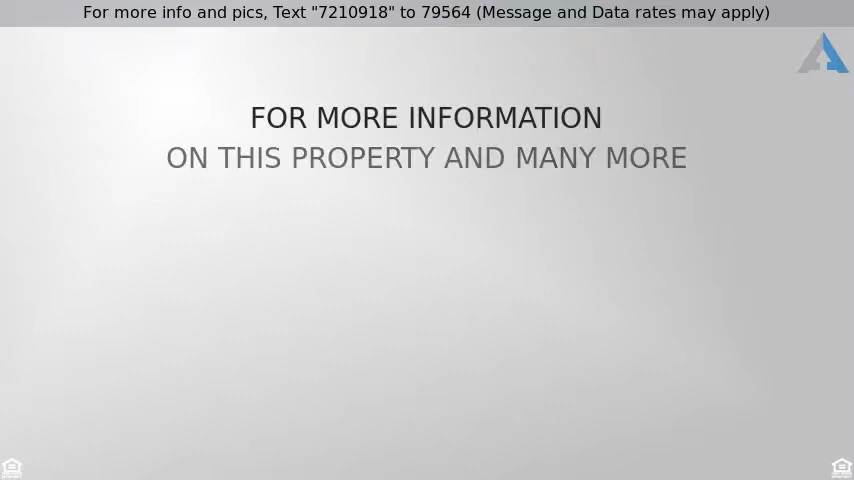 For more info and pics, Text "7210918" to 79564 (Message and Data rates may apply)
FOR MORE INFORMATION
ON THIS PROPERTY AND MANY MORE